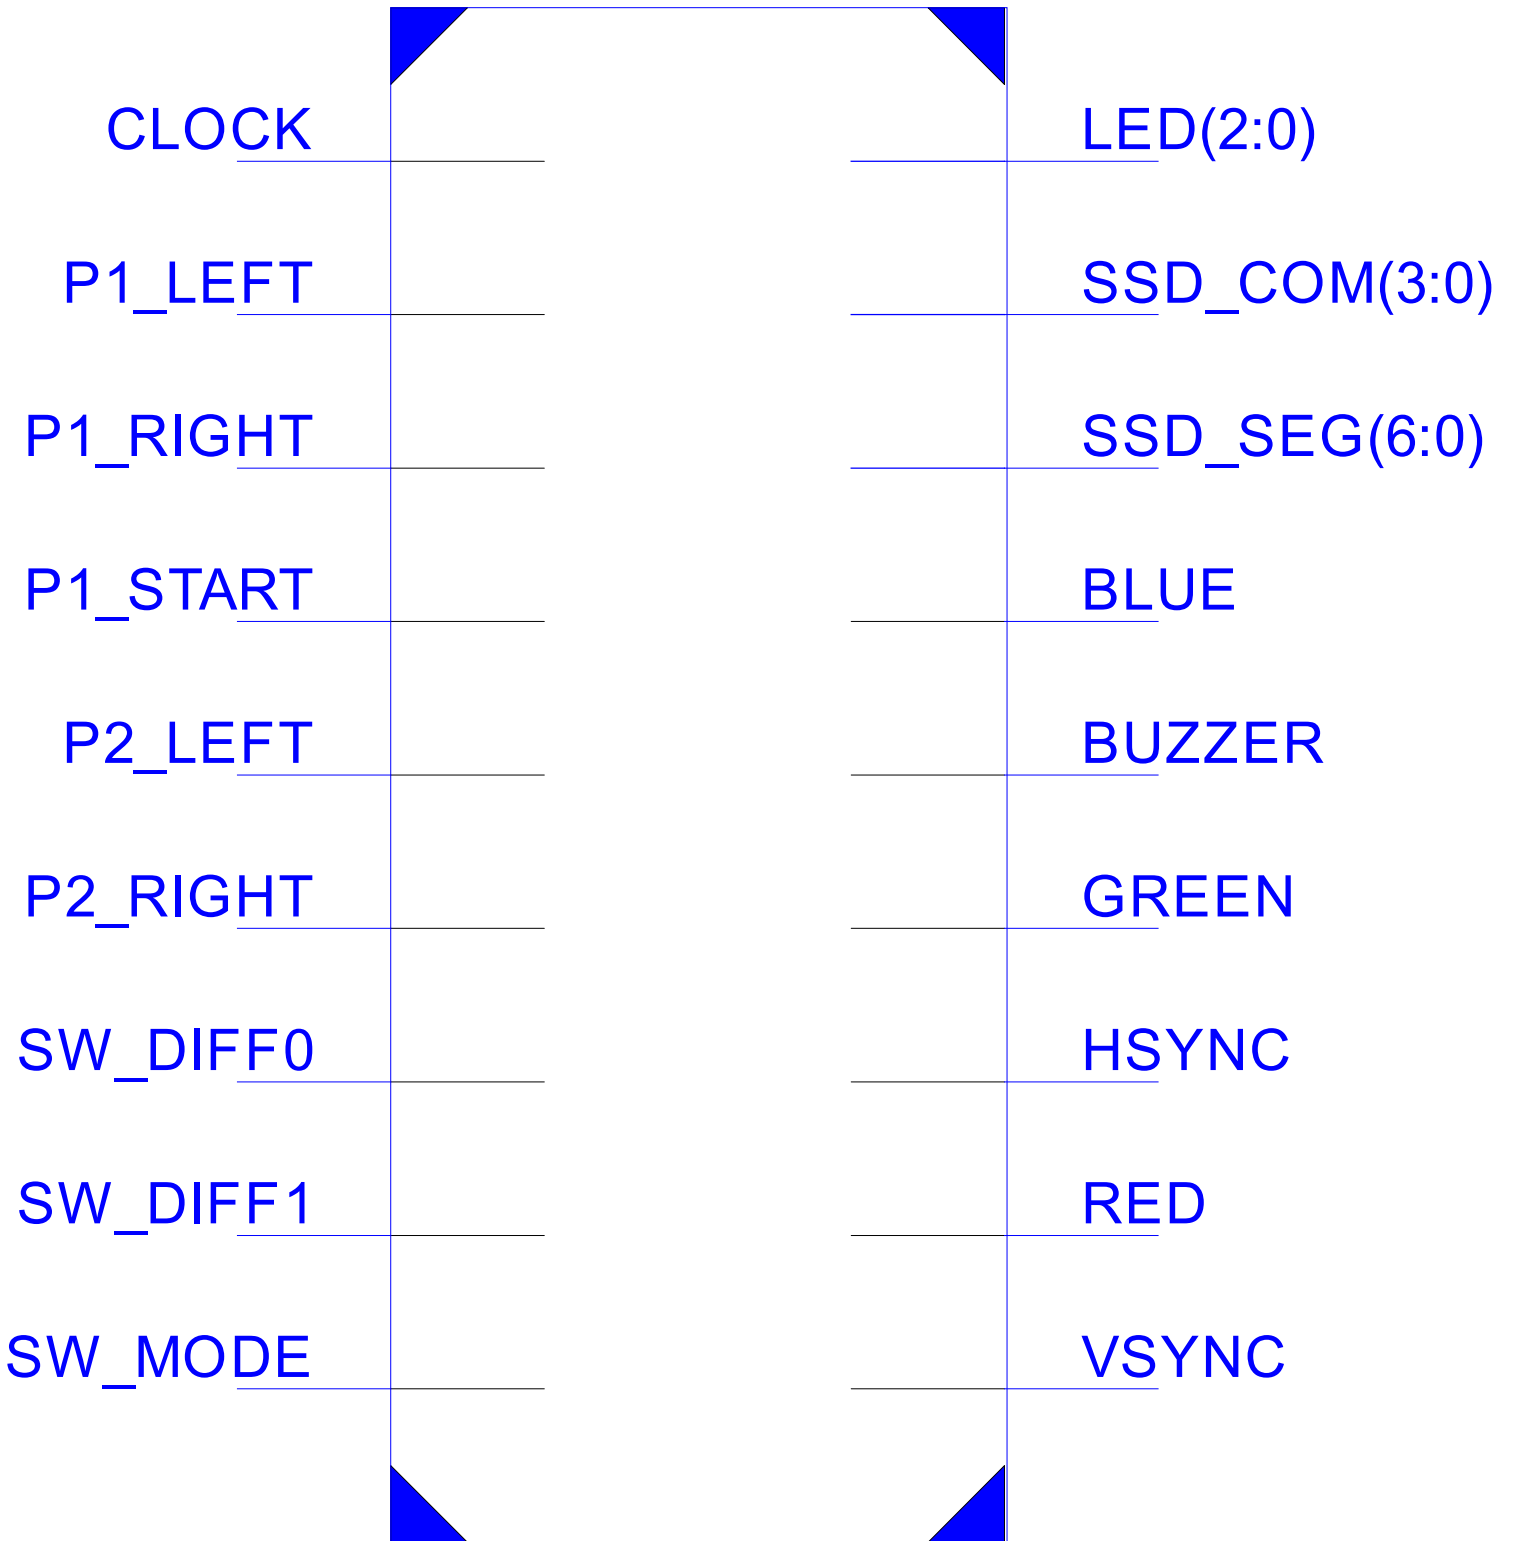 CLOCK
LED(2:0)
P1_LEFT
SSD_COM(3:0)
P1_RIGHT
SSD_SEG(6:0)
P1_START
BLUE
P2_LEFT
BUZZER
P2_RIGHT
GREEN
SW_DIFF0
HSYNC
SW_DIFF1
RED
SW_MODE
VSYNC